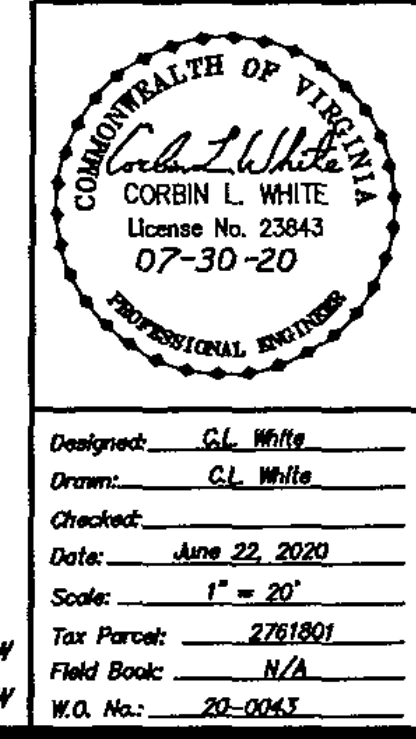 COMMONWEALTH OF VIRGINIA
Corbin L White
CORBIN L. WHITE
License No. 23843
07-30-20
PROFESSIONAL ENGINEER
Designed: C.L. White
Drawn: C.L. White
Checked:
Date: June 22, 2020
Scale: 1" = 20'
Tax Parcel: 2761801
Field Book: N/A
W.O. No.: 20-0043